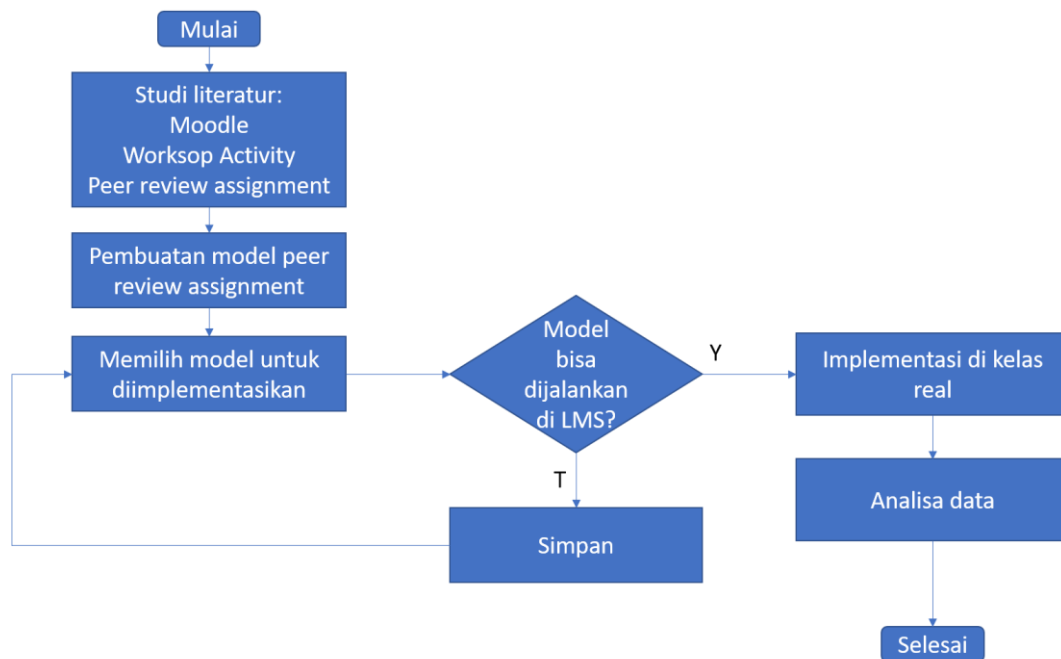 Mulai
Studi literatur:
Moodle
Worksop Activity
Peer review assignment
Pembuatan model peer
review assignment
Memilih model untuk
diimplementasikan
Model
bisa
dijalankan
di LMS?
Y
T
Simpan
Implementasi di kelas
real
Analisa data
Selesai